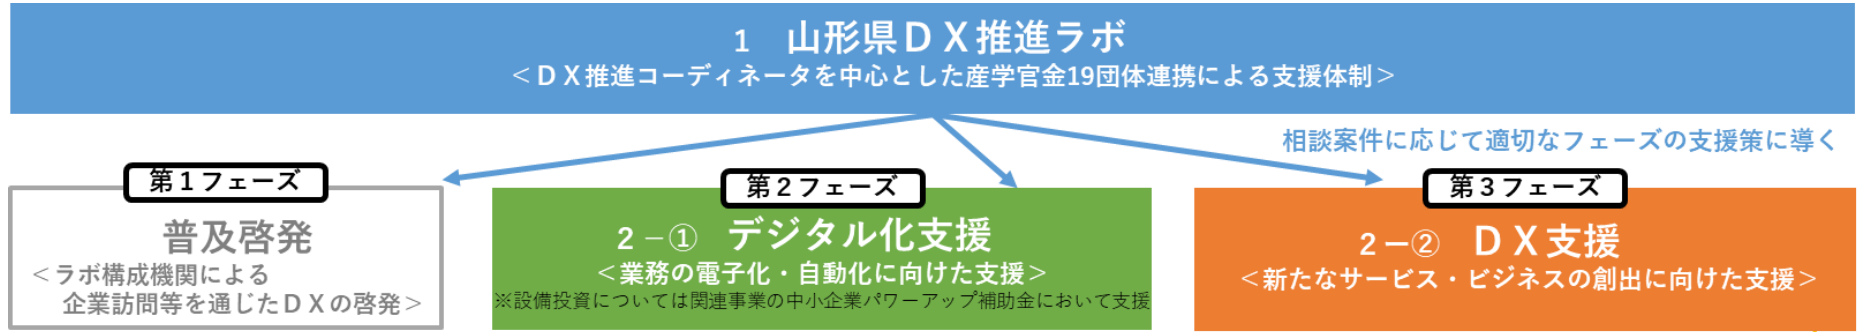 1　山形県ＤＸ推進ラボ
＜ＤＸ推進コーディネータを中心とした産学官金19団体連携による支援体制＞
相談案件に応じて適切なフェーズの支援策に導く
第１フェーズ
普及啓発
＜ラボ構成機関による
企業訪問等を通じたＤＸの啓発＞
第２フェーズ
2－①　デジタル化支援
＜業務の電子化・自動化に向けた支援＞
※設備投資については関連事業の中小企業パワーアップ補助金において支援
第３フェーズ
2ー②　ＤＸ支援
＜新たなサービス・ビジネスの創出に向けた支援＞